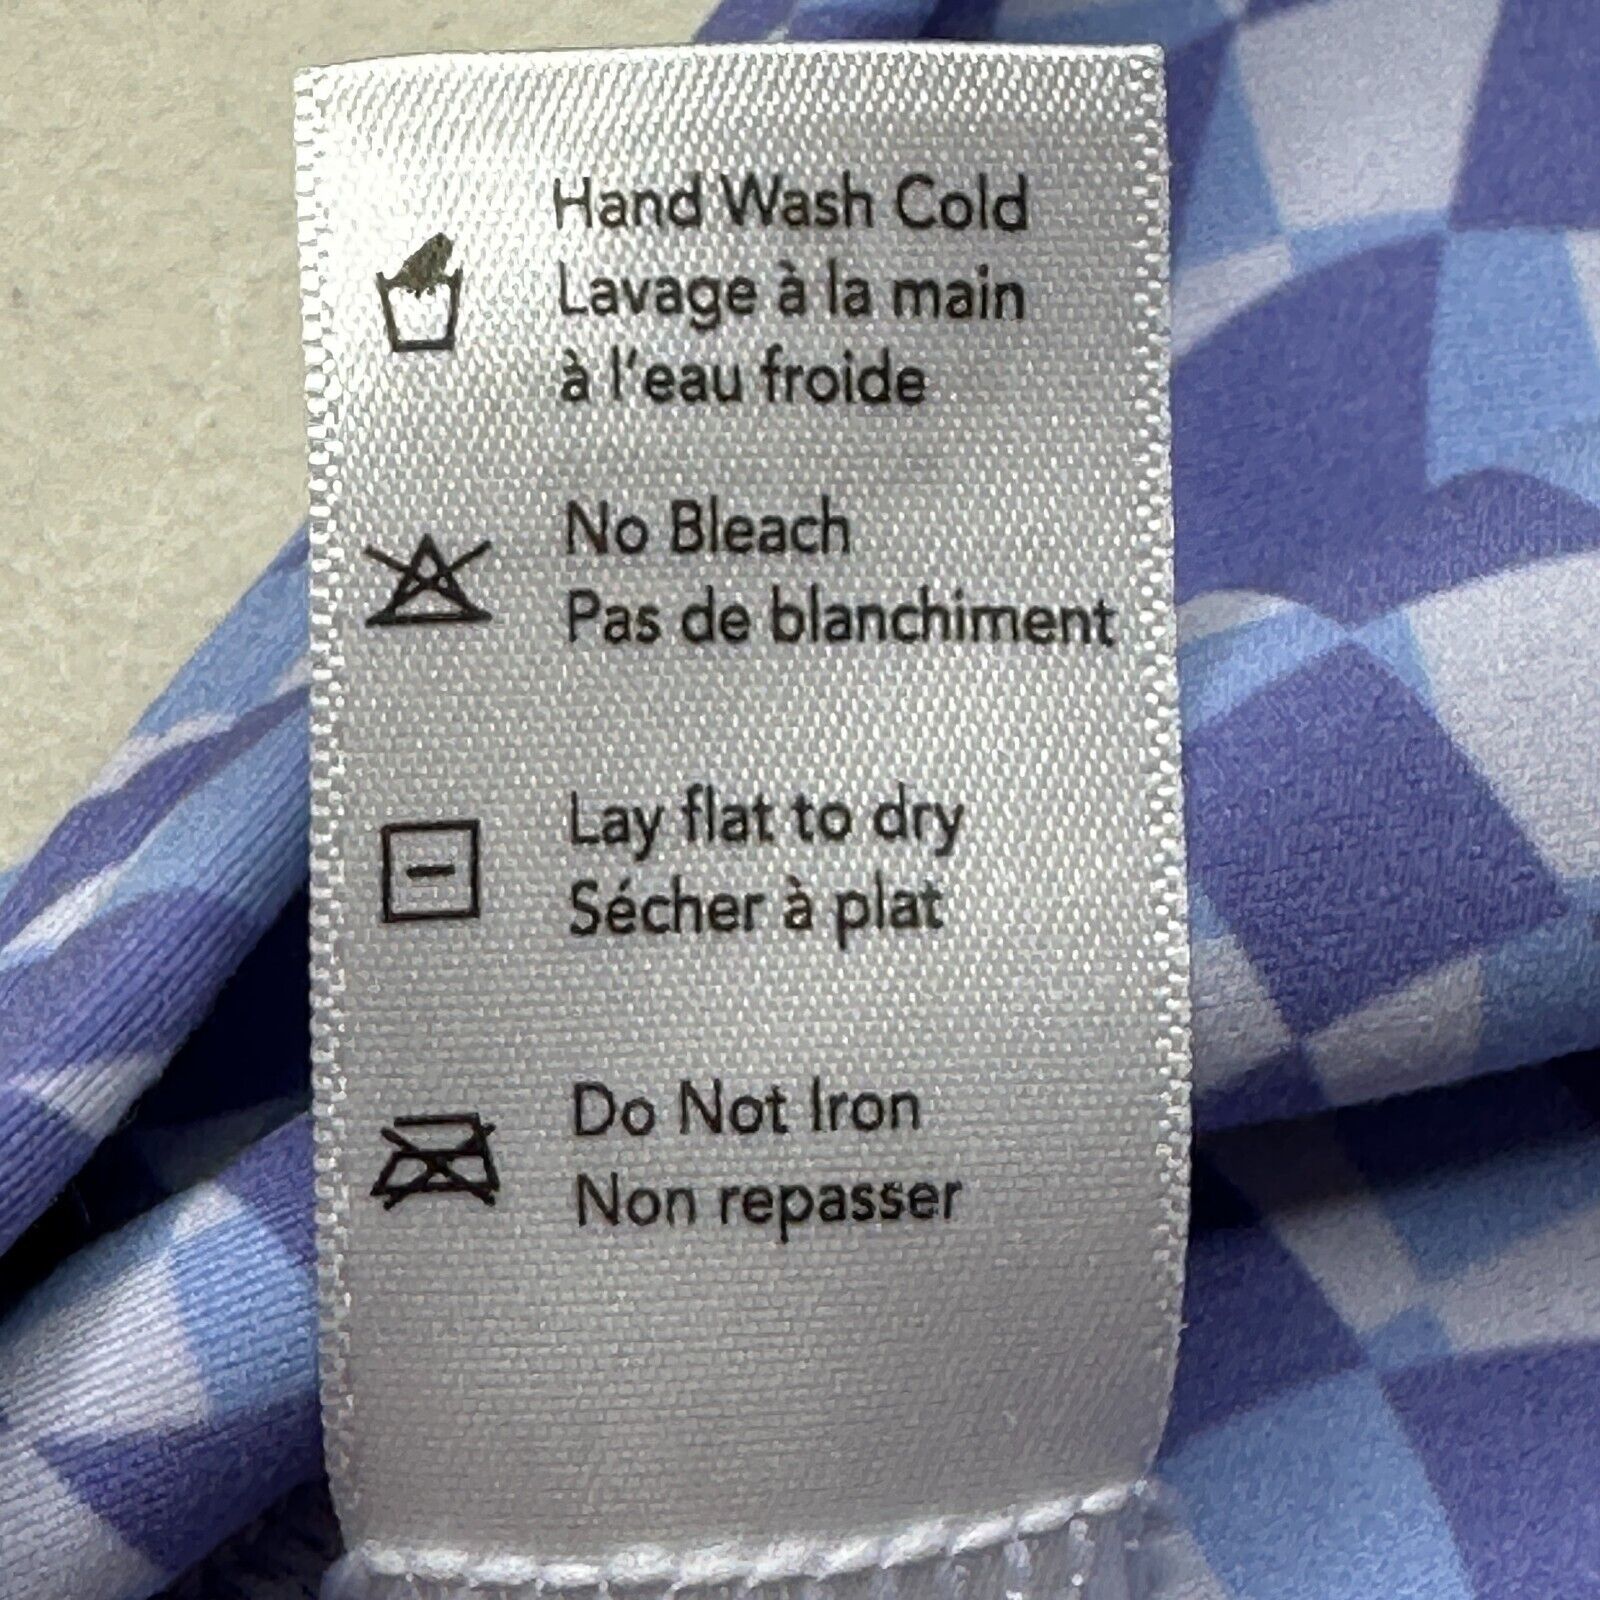 Hand Wash Cold
Lavage à la main
à l'eau froide
No Bleach
Pas de blanchiment
Lay flat to dry
Sécher à plat
Do Not Iron
Non repasser